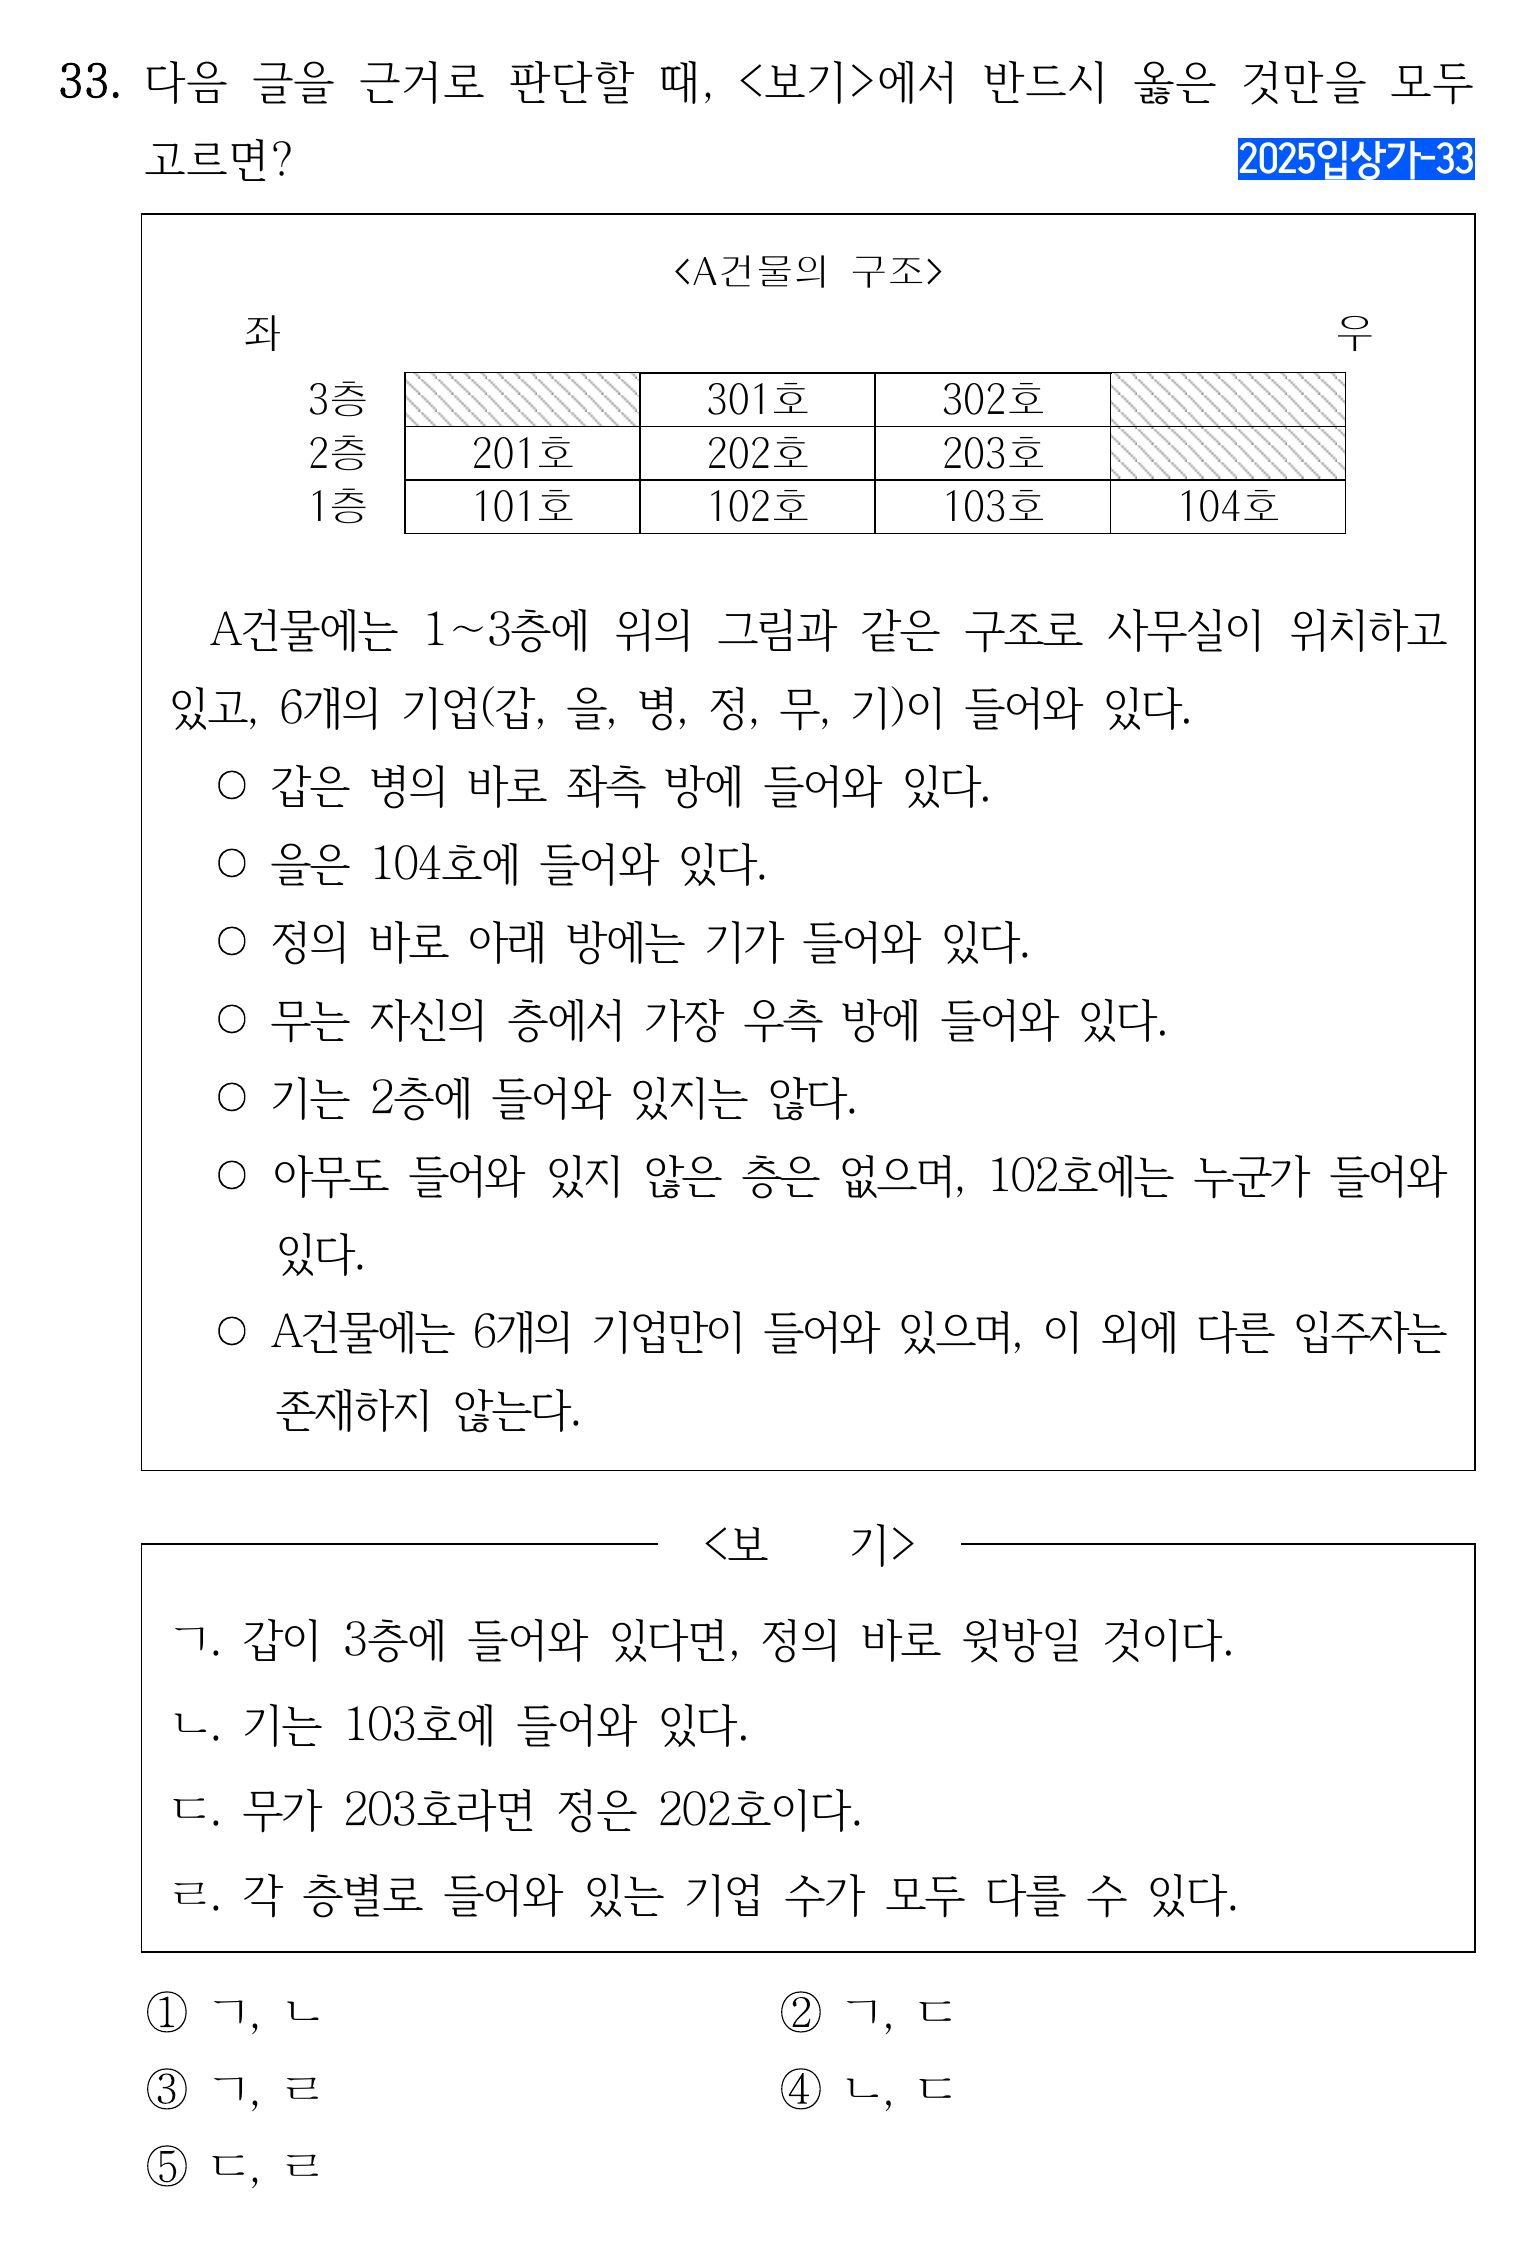 33. 다음 글을 근거로 판단할 때, <보기>에서 반드시 옳은 것만을 모두
고르면? 2025입상가-33
<A건물의 구조>
좌 우
3층 301호 302호
2층 201호 202호 203호
1층 101호 102호 103호 104호
A건물에는 1~3층에 위의 그림과 같은 구조로 사무실이 위치하고
있고, 6개의 기업(갑, 을, 병, 정, 무, 기)이 들어와 있다.
○ 갑은 병의 바로 좌측 방에 들어와 있다.
○ 을은 104호에 들어와 있다.
○ 정의 바로 아래 방에는 기가 들어와 있다.
○ 무는 자신의 층에서 가장 우측 방에 들어와 있다.
○ 기는 2층에 들어와 있지는 않다.
○ 아무도 들어와 있지 않은 층은 없으며, 102호에는 누군가 들어와
있다.
○ A건물에는 6개의 기업만이 들어와 있으며, 이 외에 다른 입주자는
존재하지 않는다.
<보 기>
ㄱ. 갑이 3층에 들어와 있다면, 정의 바로 윗방일 것이다.
ㄴ. 기는 103호에 들어와 있다.
ㄷ. 무가 203호라면 정은 202호이다.
ㄹ. 각 층별로 들어와 있는 기업 수가 모두 다를 수 있다.
① ㄱ, ㄴ ② ㄱ, ㄷ
③ ㄱ, ㄹ ④ ㄴ, ㄷ
⑤ ㄷ, ㄹ